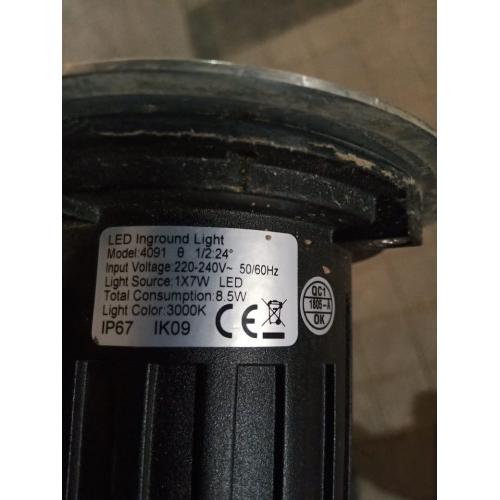 LED Inground Light
Model:4091 θ 1/2:24°
Input Voltage:220-240V~ 50/60Hz
Light Source:1X7W LED
Total Consumption:8.5W
Light Color:3000K
IP67 IK09 CE
QC1
1805-A
OK